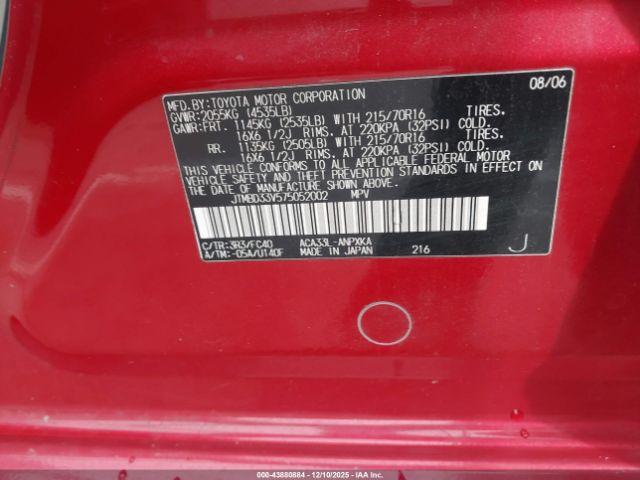 08/06
MFD. BY: TOYOTA MOTOR CORPORATION
GVWR: 2055KG (4535LB)
GAWR: FRT. 1145KG (2535LB) WITH 215/70R16 TIRES.
16X6 1/2J RIMS. AT 220KPA (32PSI) COLD.
RR. 1135KG (2505LB) WITH 215/70R16 TIRES.
16X6 1/2J RIMS. AT 220KPA (32PSI) COLD.
THIS VEHICLE CONFORMS TO ALL APPLICABLE FEDERAL MOTOR
VEHICLE SAFETY AND THEFT PREVENTION STANDARDS IN EFFECT
ON THE DATE OF MANUFACTURE SHOWN ABOVE.
JTMBD33V575052002 MPV
C/TR: 3R3/FC40 ACA33L-ANPXKA
A/TM: -05A/U140F MADE IN JAPAN 216 J
000-43880884 - 12/10/2025 - IAA